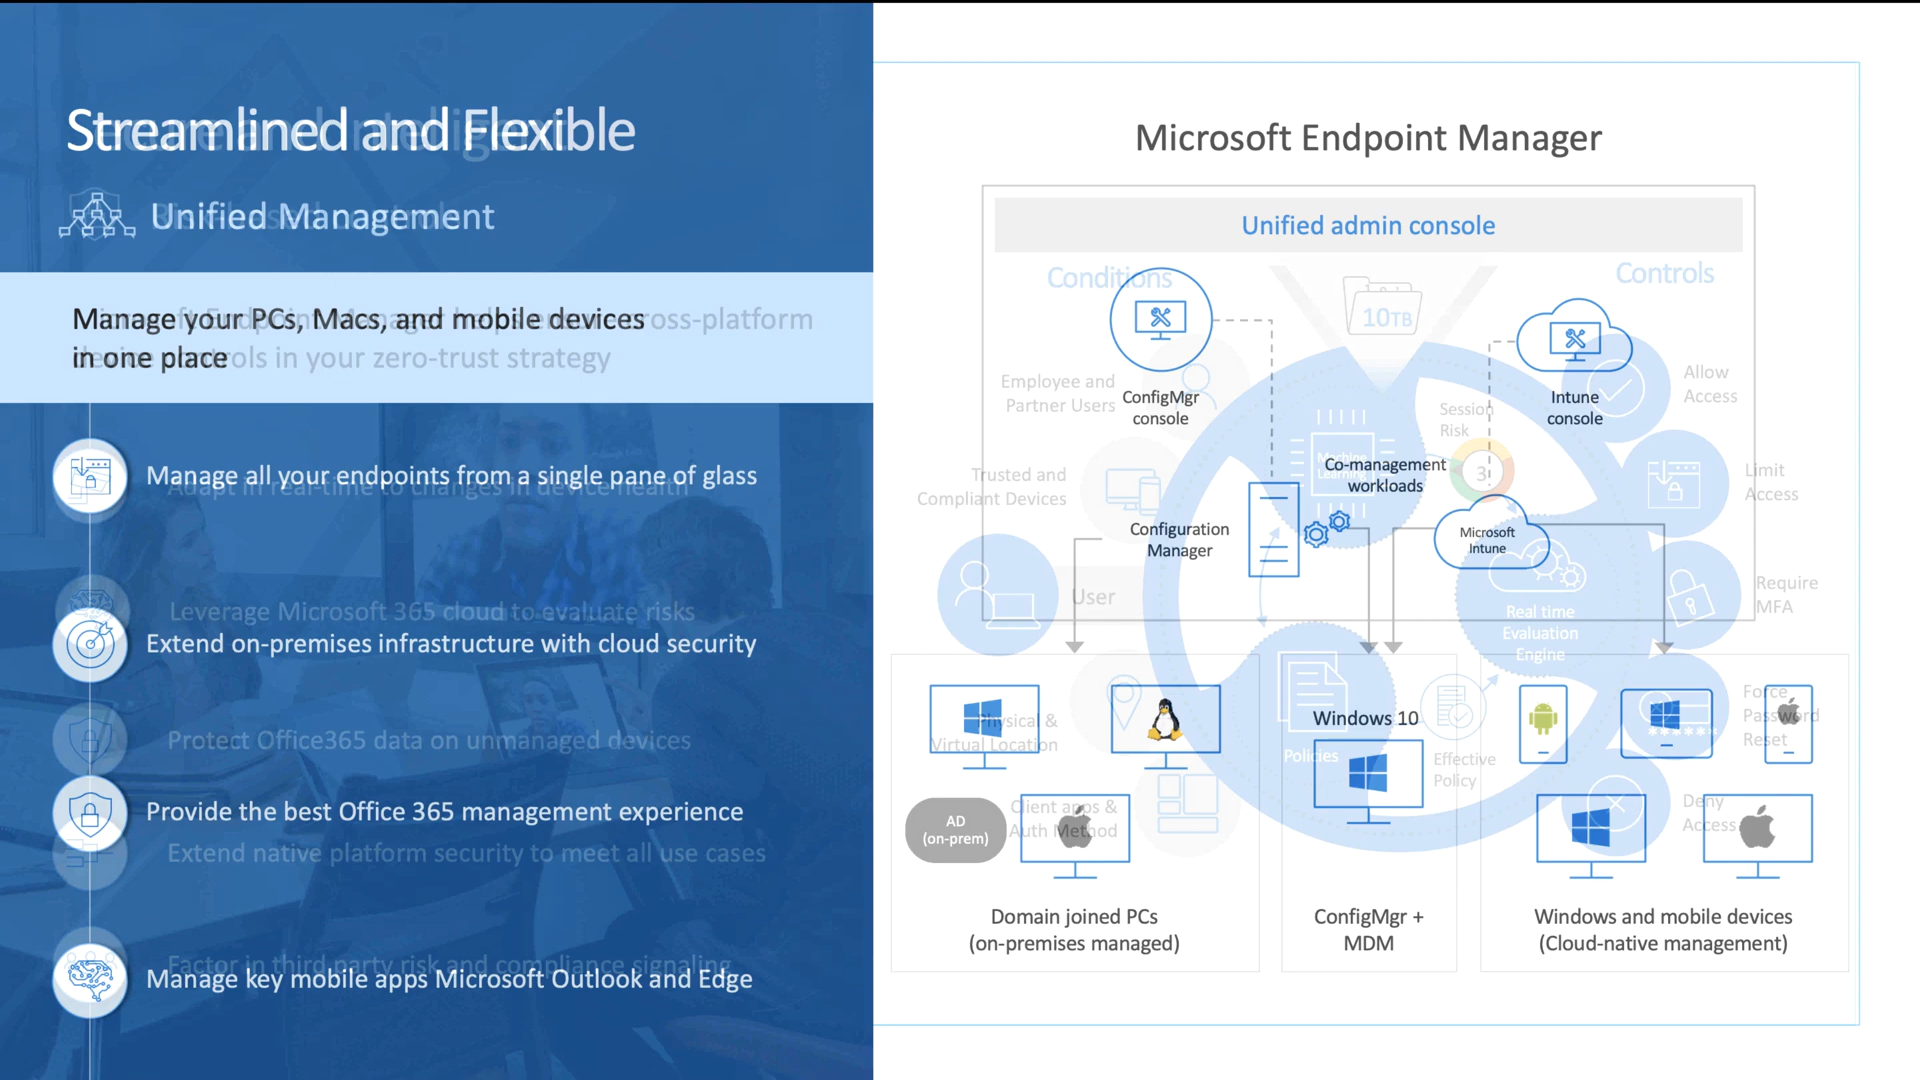 Streamlined and Flexible
Unified Management
Manage your PCs, Macs, and mobile devices
in one place
device controls in your zero-trust strategy
Manage all your endpoints from a single pane of glass
Adapt in real-time to changes in device health
Leverage Microsoft 365 cloud to evaluate risks
Extend on-premises infrastructure with cloud security
Protect Office365 data on unmanaged devices
Provide the best Office 365 management experience
Extend native platform security to meet all use cases
Factor in third party risk and compliance signaling
Manage key mobile apps Microsoft Outlook and Edge
Microsoft Endpoint Manager
Unified admin console
Conditions
Controls
10TB
Employee and
Partner Users
ConfigMgr
console
Session
Risk
Intune
console
Allow
Access
Machine
Learning
Co-management
workloads
3
Trusted and
Compliant Devices
Limit
Access
Configuration
Manager
Microsoft
Intune
User
Require
MFA
Real time
Evaluation
Engine
Physical &
Virtual Location
Windows 10
Policies
Effective
Policy
Force
Password
Reset
*****
Client apps &
Auth Method
AD
(on-prem)
Deny
Access
Domain joined PCs
(on-premises managed)
ConfigMgr +
MDM
Windows and mobile devices
(Cloud-native management)